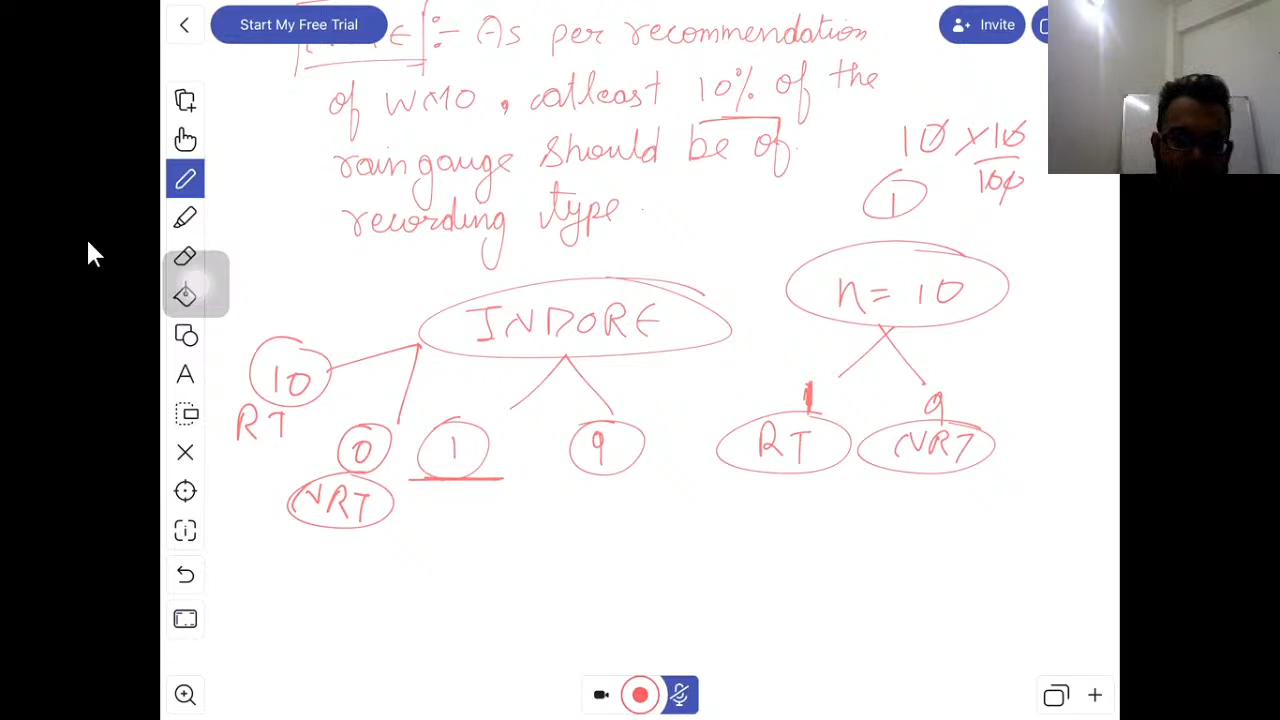 Start My Free Trial
Invite
:- As per recommendation
of WMO, atleast 10% of the
raingauge should be of
recording type
10 × 10
100
1
n = 10
INDORE
10
RT
0
NRT
1
9
1
RT
9
NRT
A